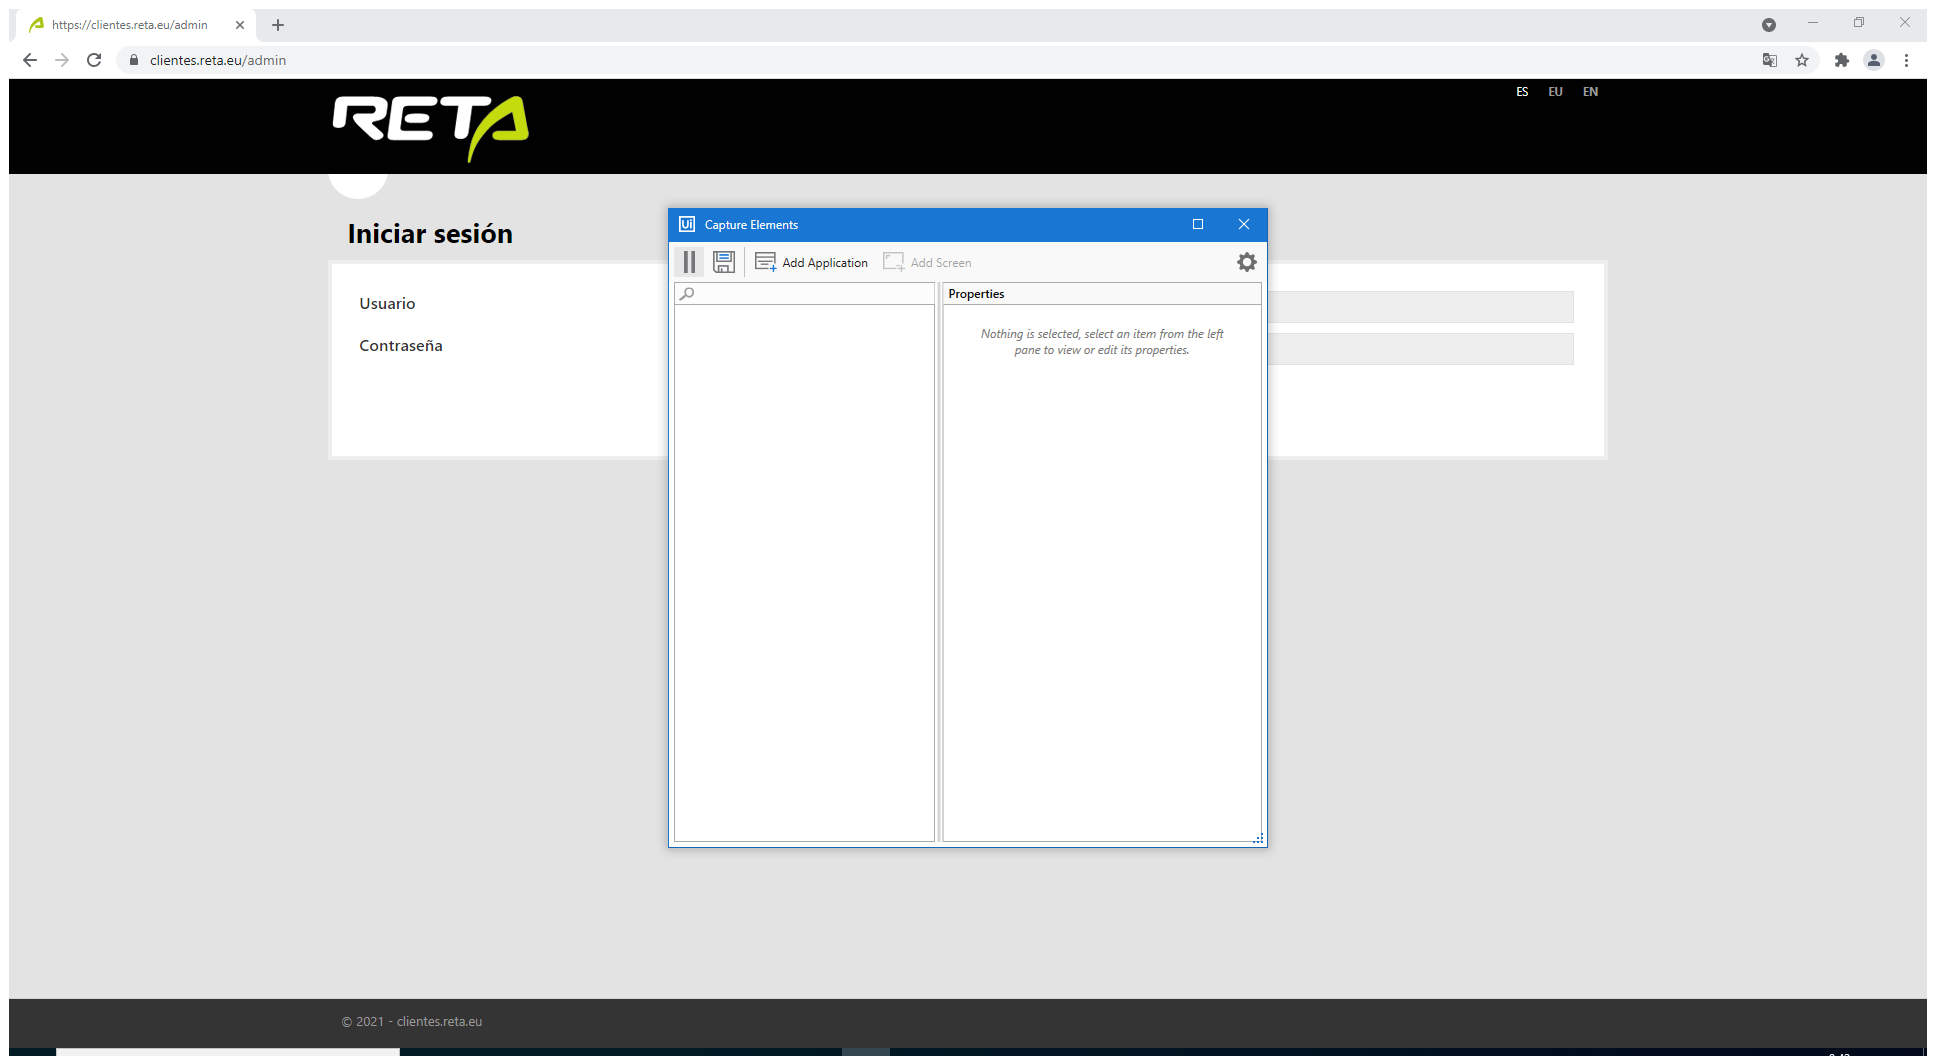 https://clientes.reta.eu/admin
clientes.reta.eu/admin
RETA
ES EU EN
Iniciar sesión
Ui Capture Elements
Add Application Add Screen
Properties
Usuario
Nothing is selected, select an item from the left
pane to view or edit its properties.
Contraseña
© 2021 - clientes.reta.eu